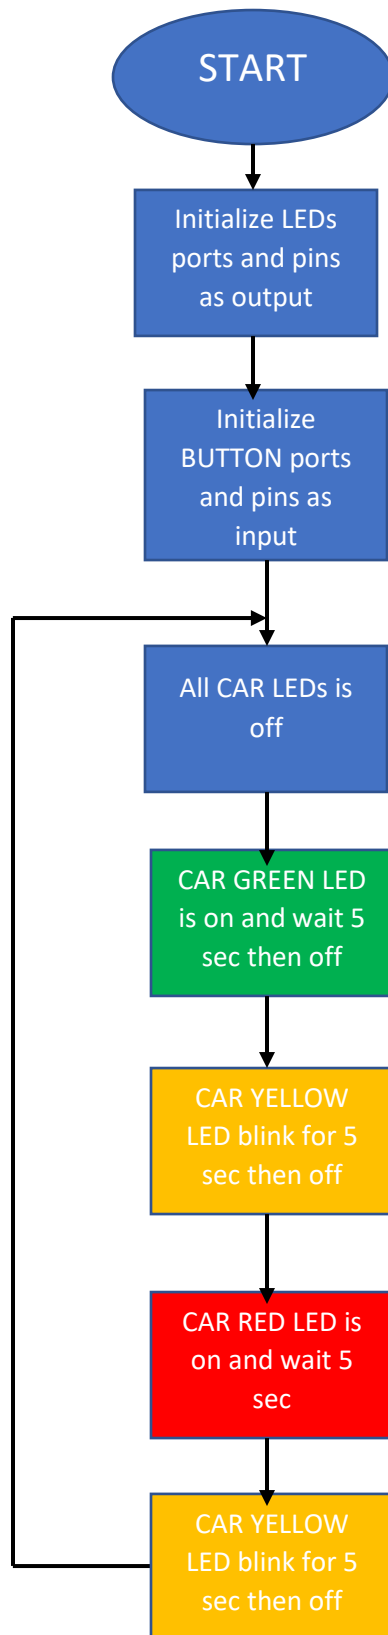 START
Initialize LEDs
ports and pins
as output
Initialize
BUTTON ports
and pins as
input
All CAR LEDs is
off
CAR GREEN LED
is on and wait 5
sec then off
CAR YELLOW
LED blink for 5
sec then off
CAR RED LED is
on and wait 5
sec
CAR YELLOW
LED blink for 5
sec then off